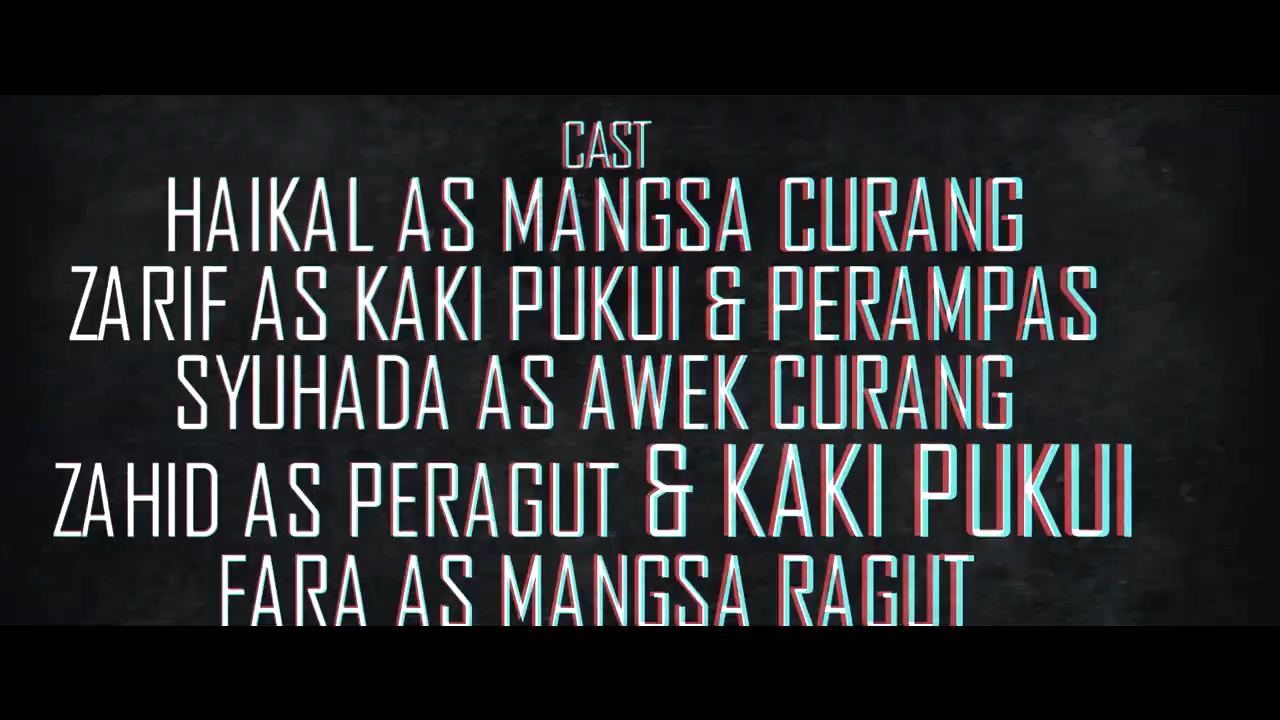 CAST
HAIKAL AS MANGSA CURANG
ZARIF AS KAKI PUKUI & PERAMPAS
SYUHADA AS AWEK CURANG
ZAHID AS PERAGUT & KAKI PUKUI
FARA AS MANGSA RAGUT